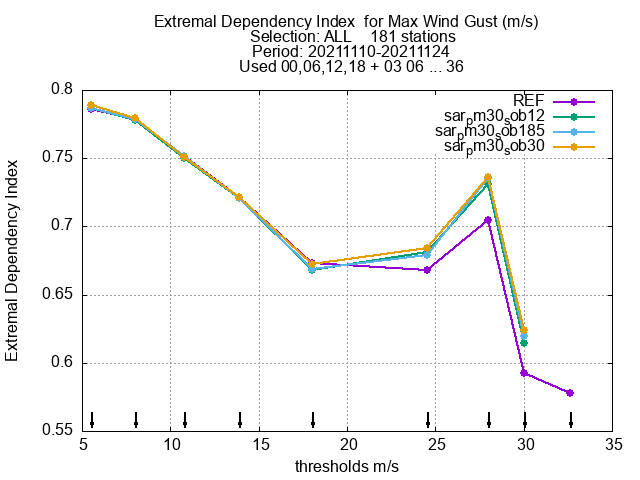 Extremal Dependency Index  for Max Wind Gust (m/s)
Selection: ALL    181 stations
Period: 20211110-20211124
Used 00,06,12,18 + 03 06 ... 36
REF
sar_pm30_sob12
sar_pm30_sob185
sar_pm30_sob30
Extremal Dependency Index
0.8
0.75
0.7
0.65
0.6
0.55
5 10 15 20 25 30 35
thresholds m/s